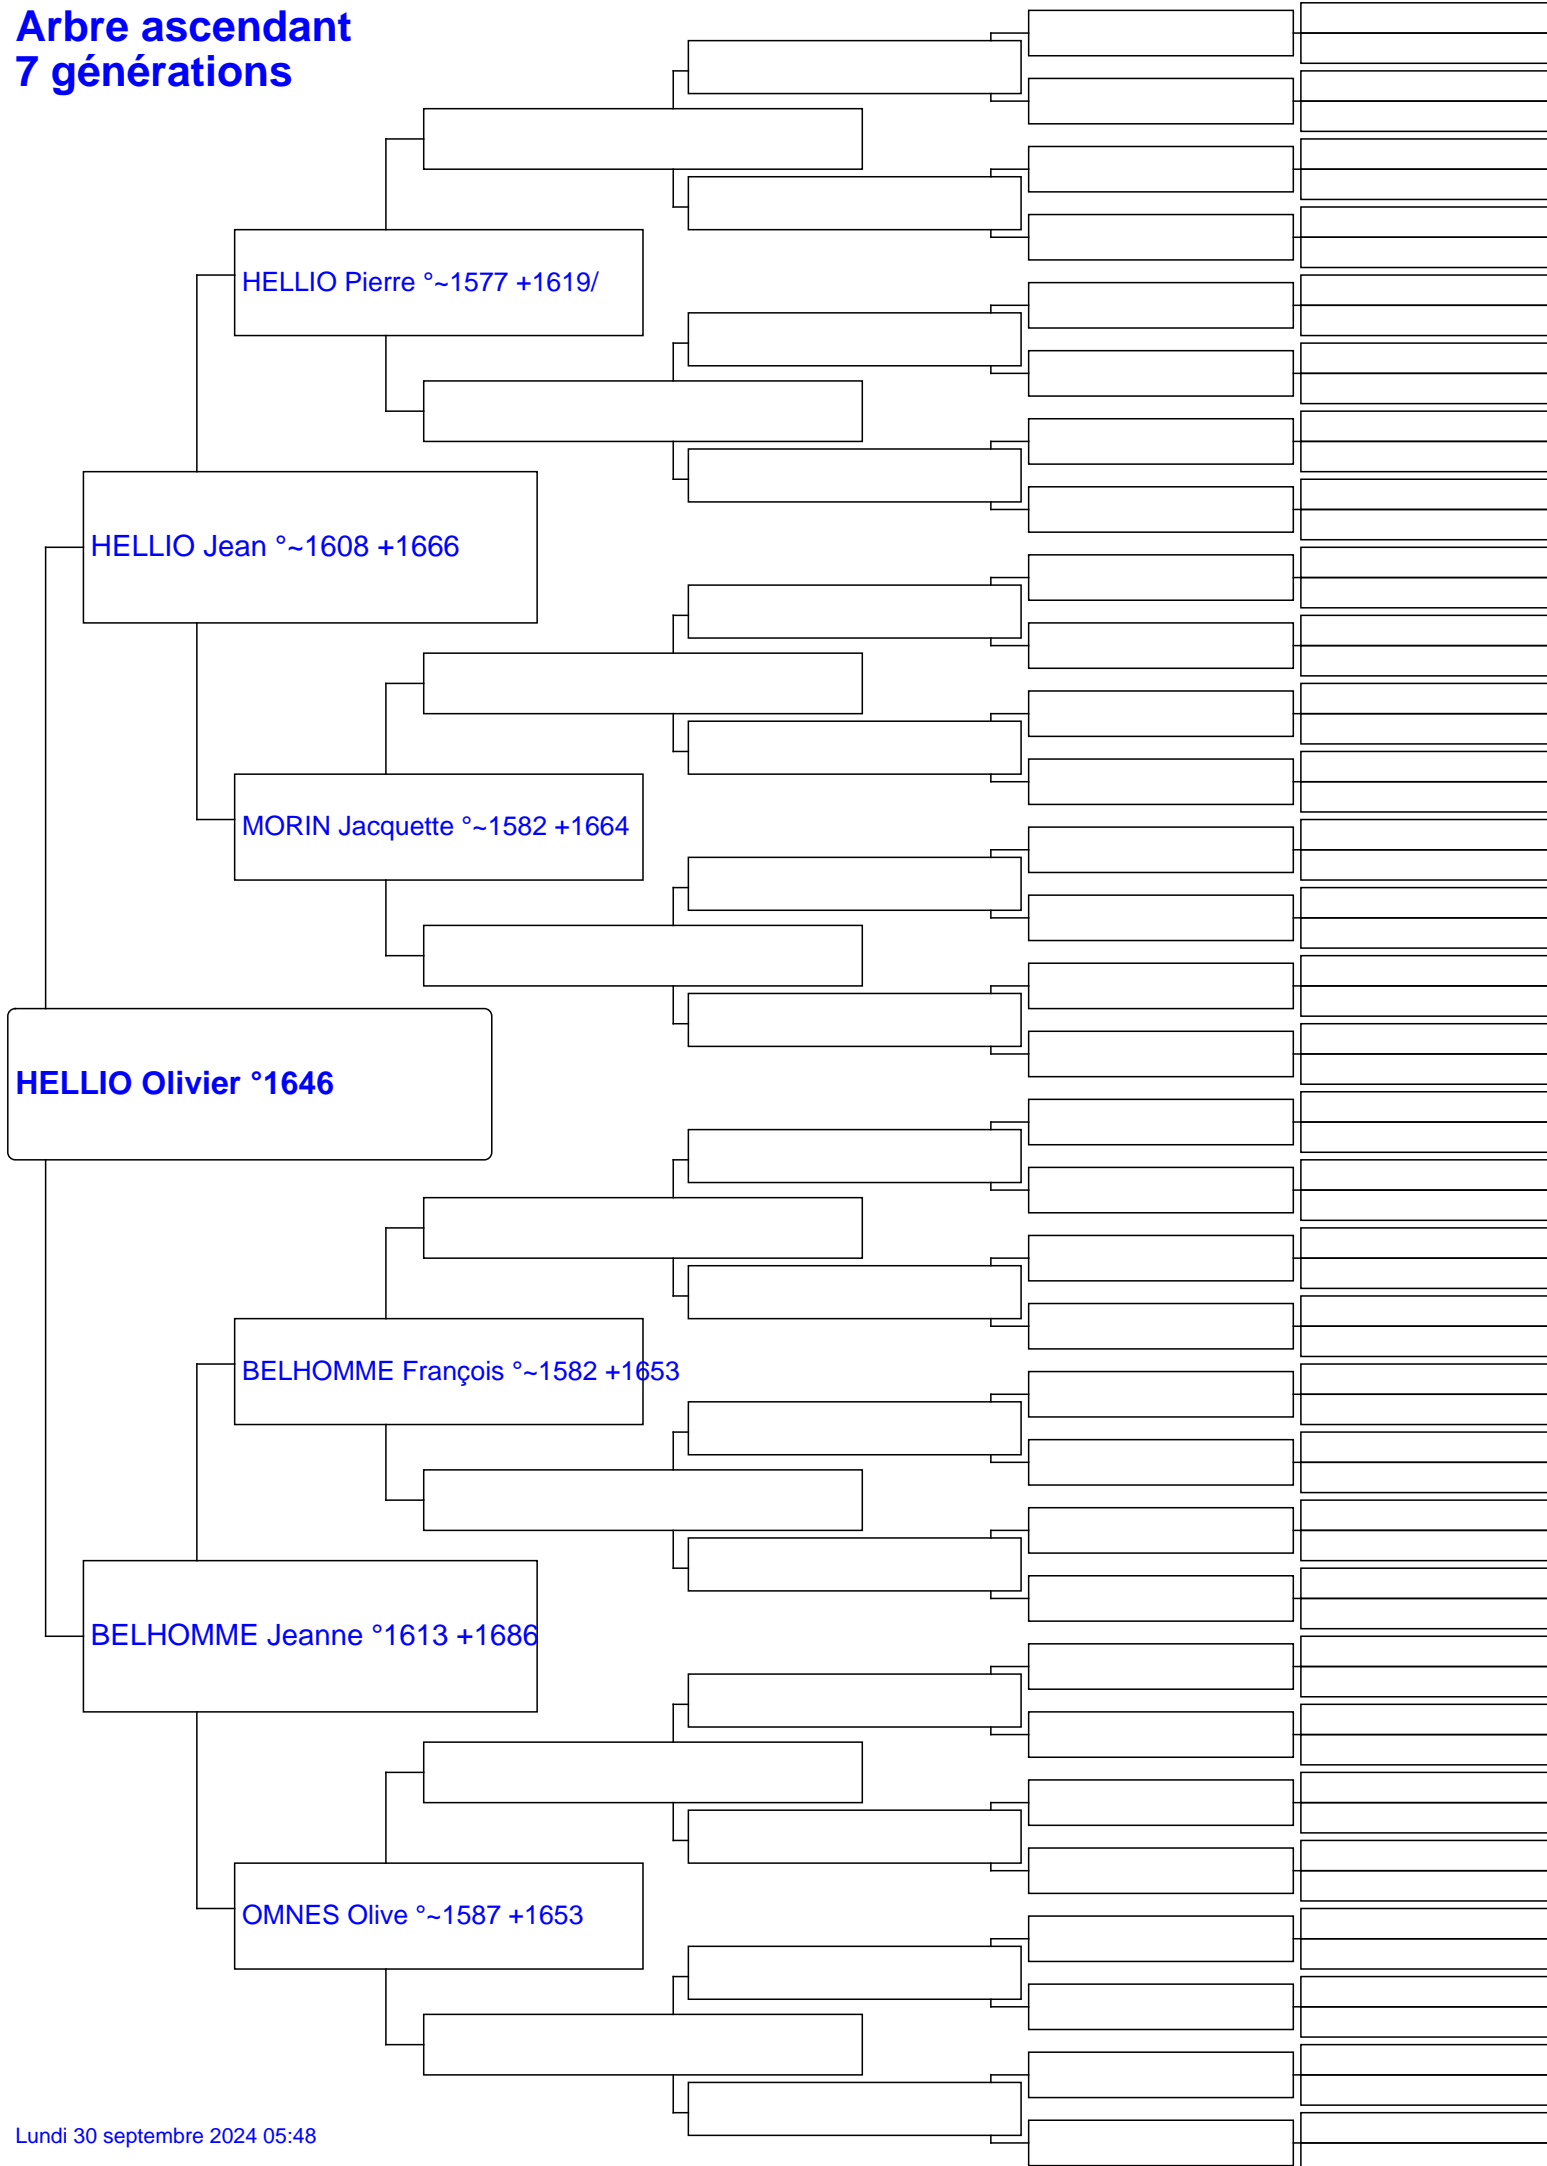 Arbre ascendant
7 générations
HELLIO Pierre °~1577 +1619/
HELLIO Jean °~1608 +1666
MORIN Jacquette °~1582 +1664
HELLIO Olivier °1646
BELHOMME François °~1582 +1653
BELHOMME Jeanne °1613 +1686
OMNES Olive °~1587 +1653
Lundi 30 septembre 2024 05:48